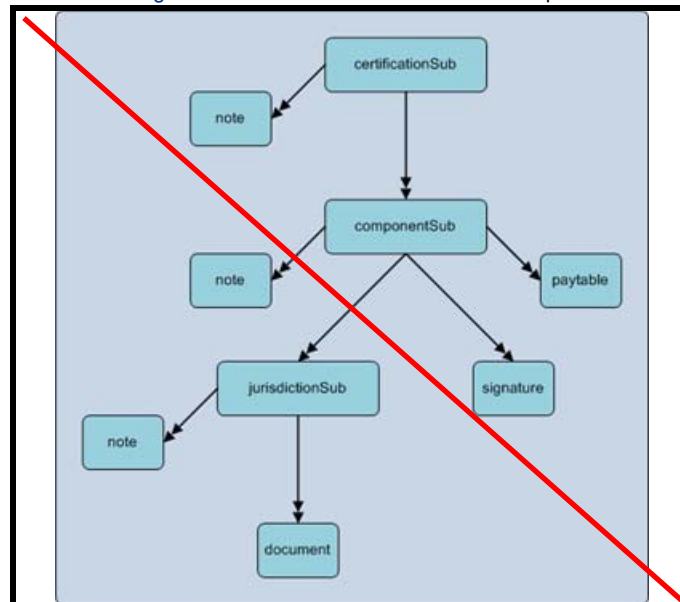 certificationSub
note
componentSub
note
paytable
jurisdictionSub
signature
note
document